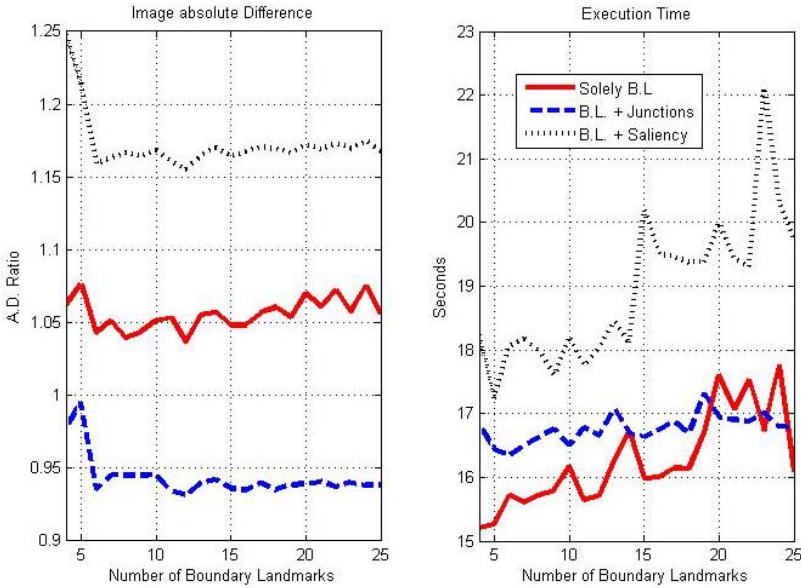 Image absolute Difference
A.D. Ratio
1.25
1.2
1.15
1.1
1.05
1
0.95
0.9
5 10 15 20 25
Number of Boundary Landmarks
Execution Time
Seconds
23
22
21
20
19
18
17
16
15
Solely B.L
B.L. + Junctions
B.L. + Saliency
5 10 15 20 25
Number of Boundary Landmarks